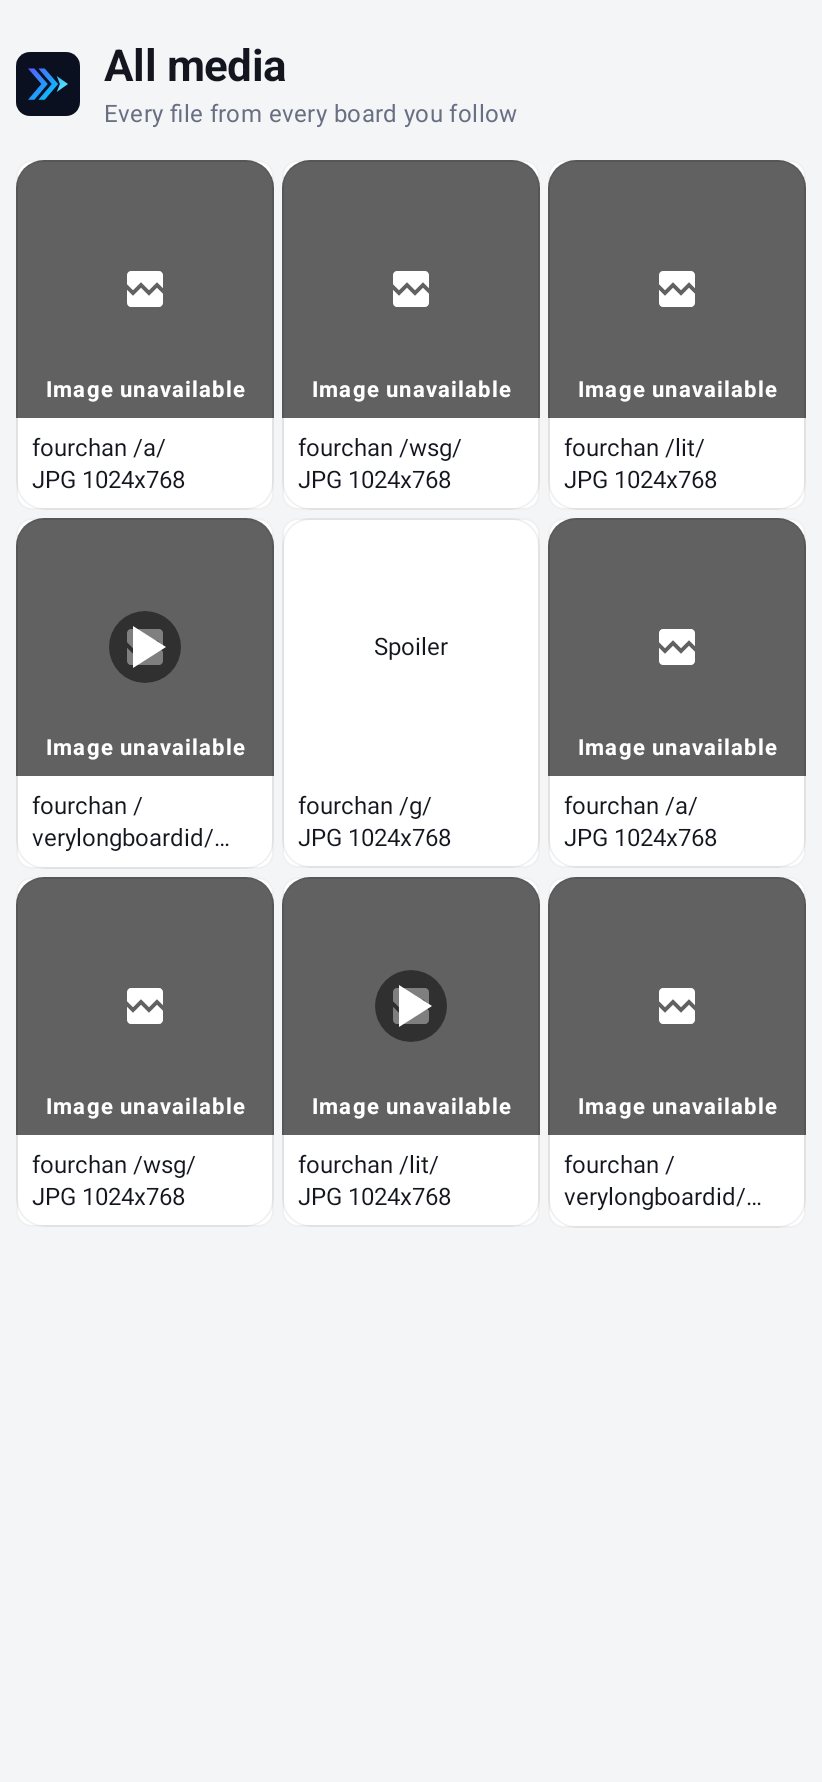 All media
Every file from every board you follow
Image unavailable
fourchan /a/
JPG 1024x768
Image unavailable
fourchan /wsg/
JPG 1024x768
Image unavailable
fourchan /lit/
JPG 1024x768
Image unavailable
fourchan /
verylongboardid/…
Spoiler
fourchan /g/
JPG 1024x768
Image unavailable
fourchan /a/
JPG 1024x768
Image unavailable
fourchan /wsg/
JPG 1024x768
Image unavailable
fourchan /lit/
JPG 1024x768
Image unavailable
fourchan /
verylongboardid/…